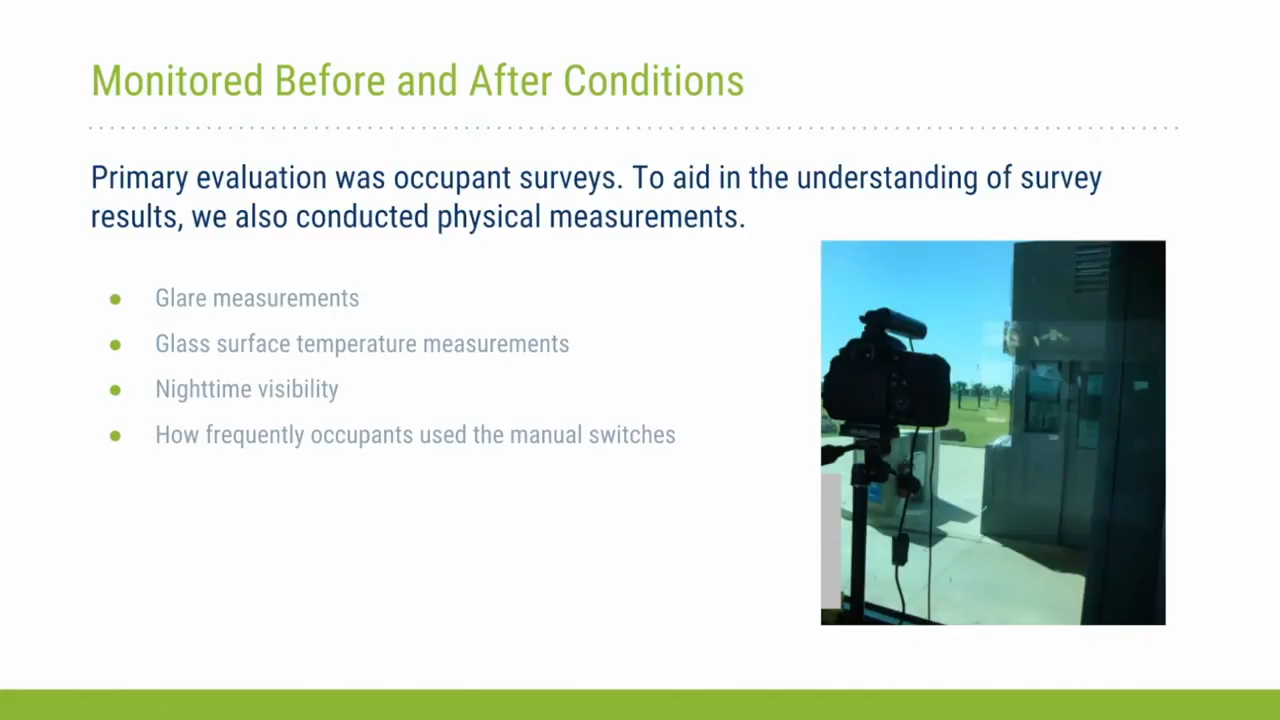 Monitored Before and After Conditions
Primary evaluation was occupant surveys. To aid in the understanding of survey
results, we also conducted physical measurements.
Glare measurements
Glass surface temperature measurements
Nighttime visibility
How frequently occupants used the manual switches